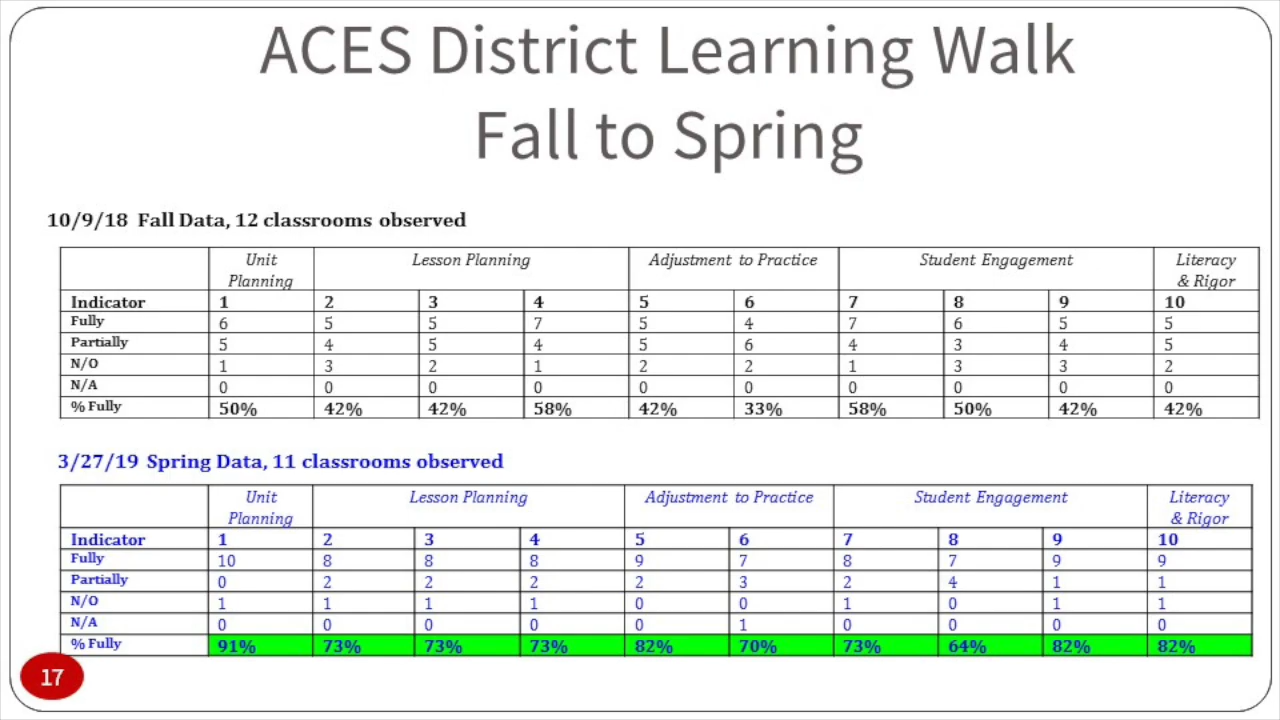 ACES District Learning Walk
Fall to Spring
10/9/18 Fall Data, 12 classrooms observed
Unit Planning Lesson Planning Adjustment to Practice Student Engagement Literacy & Rigor
Indicator 1 2 3 4 5 6 7 8 9 10
Fully 6 5 5 7 5 4 7 6 5 5
Partially 5 4 5 4 5 6 4 3 4 5
N/O 1 3 2 1 2 2 1 3 3 2
N/A 0 0 0 0 0 0 0 0 0 0
% Fully 50% 42% 42% 58% 42% 33% 58% 50% 42% 42%
3/27/19 Spring Data, 11 classrooms observed
Unit Planning Lesson Planning Adjustment to Practice Student Engagement Literacy & Rigor
Indicator 1 2 3 4 5 6 7 8 9 10
Fully 10 8 8 8 9 7 8 7 9 9
Partially 0 2 2 2 2 3 2 4 1 1
N/O 1 1 1 1 0 0 1 0 1 1
N/A 0 0 0 0 0 1 0 0 0 0
% Fully 91% 73% 73% 73% 82% 70% 73% 64% 82% 82%
17